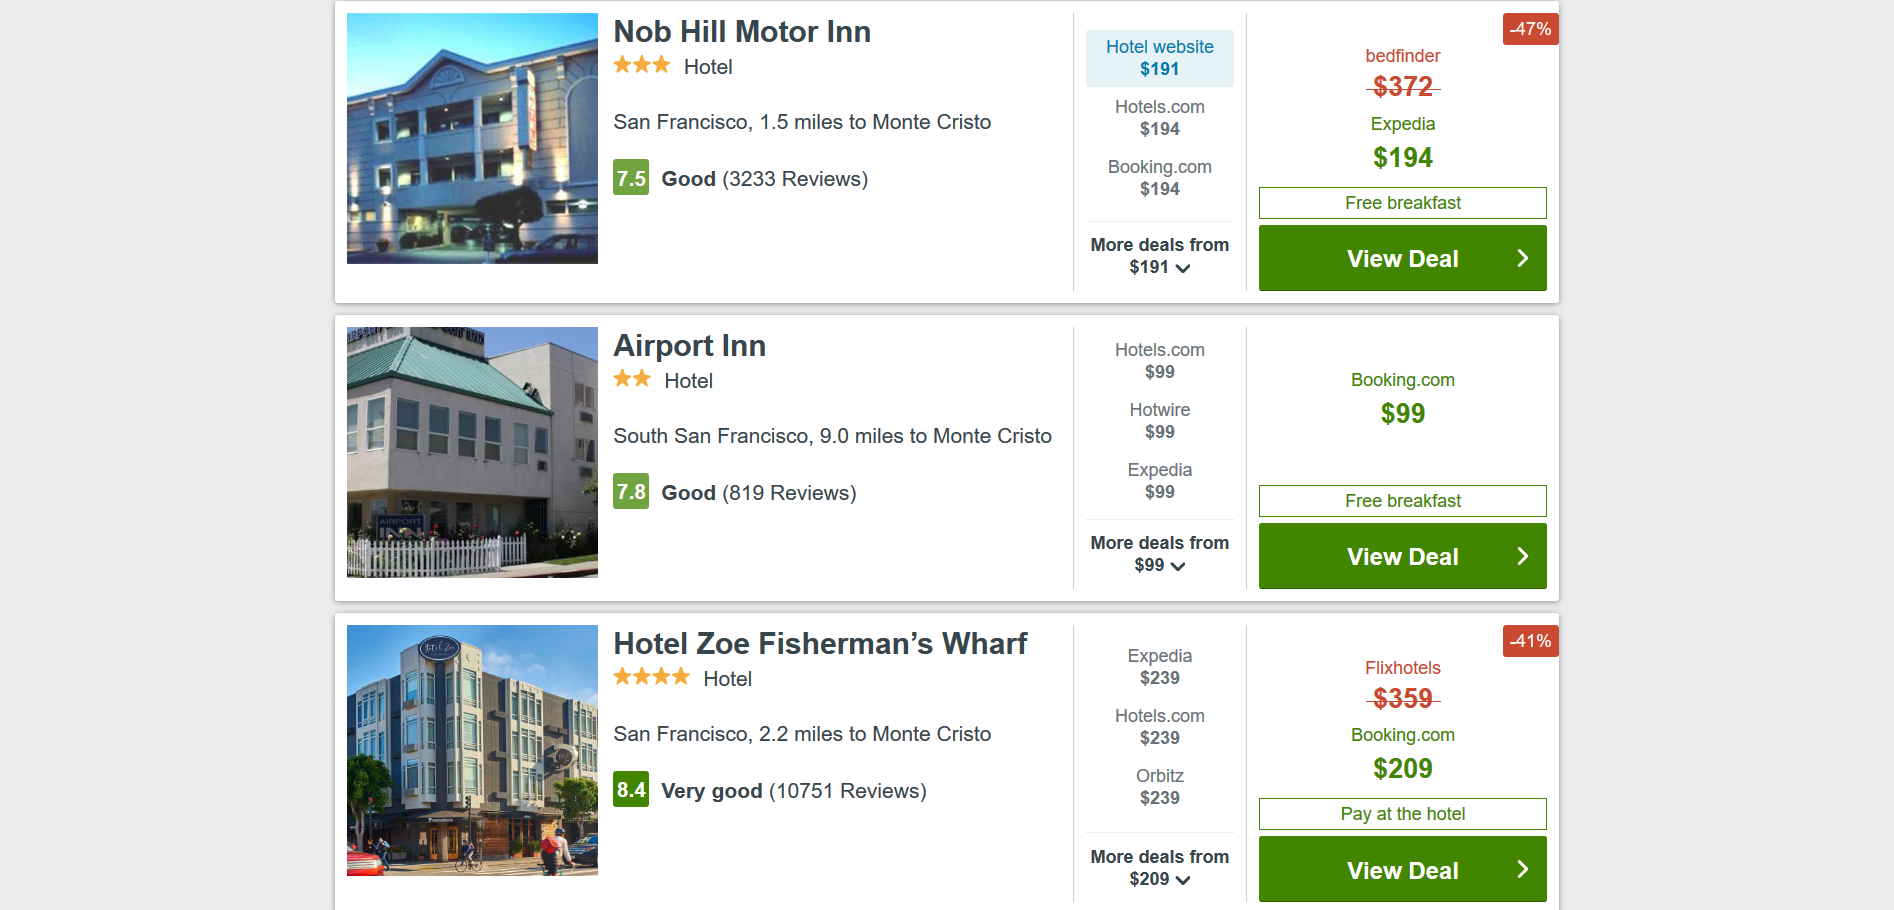 Nob Hill Motor Inn
Hotel
San Francisco, 1.5 miles to Monte Cristo
7.5 Good (3233 Reviews)
Hotel website
$191
Hotels.com
$194
Booking.com
$194
More deals from
$191
-47%
bedfinder
$372
Expedia
$194
Free breakfast
View Deal
Airport Inn
Hotel
South San Francisco, 9.0 miles to Monte Cristo
7.8 Good (819 Reviews)
AIRPORT
INN
Hotels.com
$99
Hotwire
$99
Expedia
$99
More deals from
$99
Booking.com
$99
Free breakfast
View Deal
Hotel Zoe Fisherman’s Wharf
Hotel
San Francisco, 2.2 miles to Monte Cristo
8.4 Very good (10751 Reviews)
Hotel Zoe
Pescatore
Expedia
$239
Hotels.com
$239
Orbitz
$239
More deals from
$209
-41%
Flixhotels
$359
Booking.com
$209
Pay at the hotel
View Deal